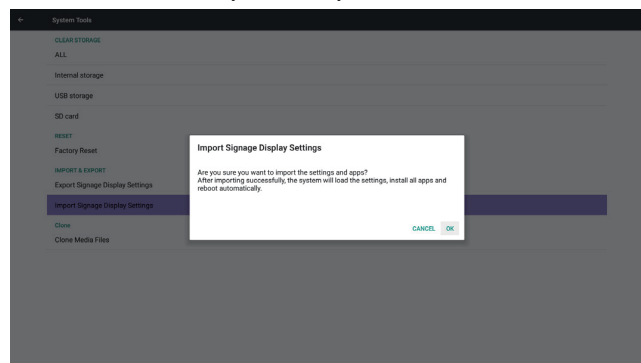 ← System Tools
CLEAR STORAGE
ALL
Internal storage
USB storage
SD card
RESET
Factory Reset
IMPORT & EXPORT
Export Signage Display Settings
Import Signage Display Settings
Clone
Clone Media Files
Import Signage Display Settings
Are you sure you want to import the settings and apps?
After importing successfully, the system will load the settings, install all apps and
reboot automatically.
CANCEL OK